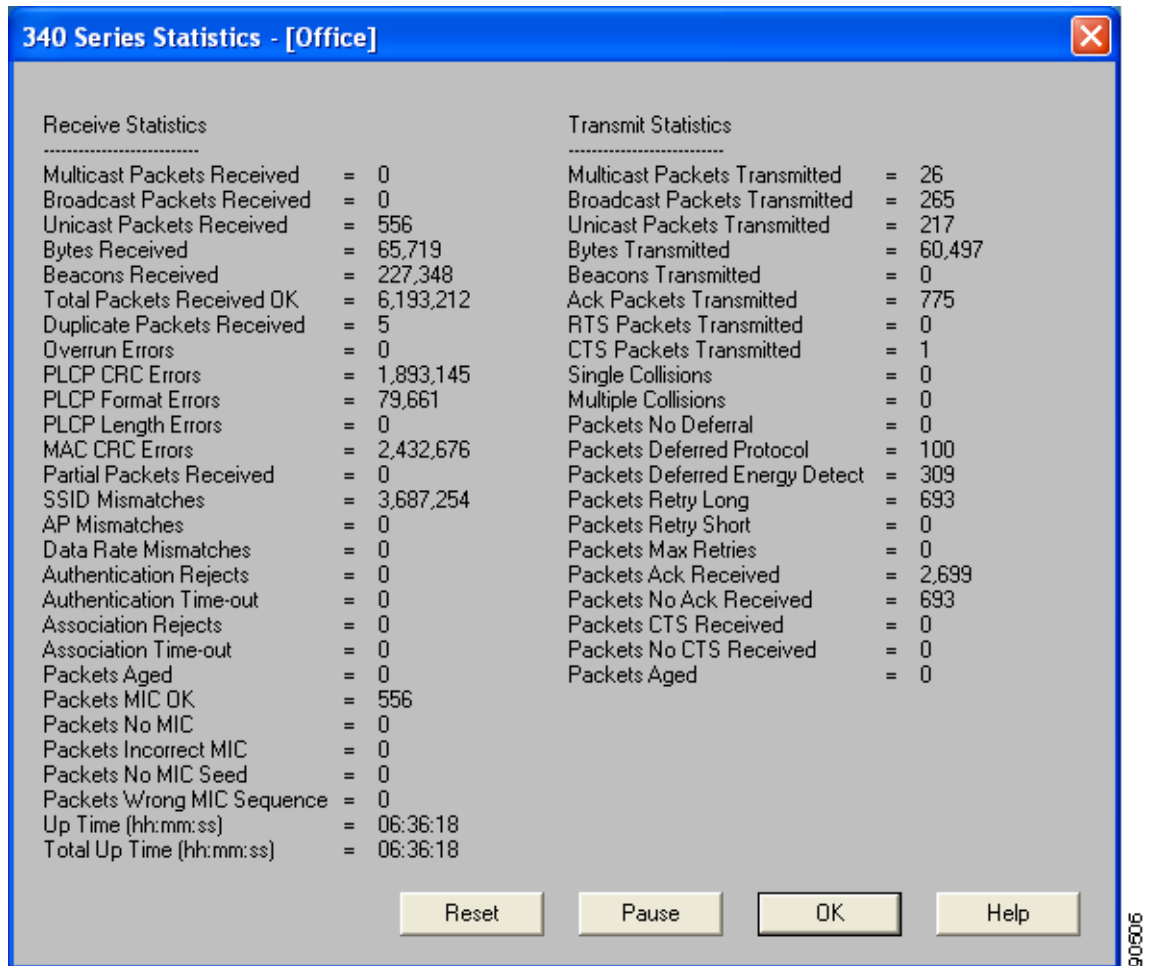 340 Series Statistics - [Office]
Receive Statistics
----------------------------
Multicast Packets Received = 0
Broadcast Packets Received = 0
Unicast Packets Received = 556
Bytes Received = 65,719
Beacons Received = 227,348
Total Packets Received OK = 6,193,212
Duplicate Packets Received = 5
Overrun Errors = 0
PLCP CRC Errors = 1,893,145
PLCP Format Errors = 79,661
PLCP Length Errors = 0
MAC CRC Errors = 2,432,676
Partial Packets Received = 0
SSID Mismatches = 3,687,254
AP Mismatches = 0
Data Rate Mismatches = 0
Authentication Rejects = 0
Authentication Time-out = 0
Association Rejects = 0
Association Time-out = 0
Packets Aged = 0
Packets MIC OK = 556
Packets No MIC = 0
Packets Incorrect MIC = 0
Packets No MIC Seed = 0
Packets Wrong MIC Sequence = 0
Up Time (hh:mm:ss) = 06:36:18
Total Up Time (hh:mm:ss) = 06:36:18
Transmit Statistics
----------------------------
Multicast Packets Transmitted = 26
Broadcast Packets Transmitted = 265
Unicast Packets Transmitted = 217
Bytes Transmitted = 60,497
Beacons Transmitted = 0
Ack Packets Transmitted = 775
RTS Packets Transmitted = 0
CTS Packets Transmitted = 1
Single Collisions = 0
Multiple Collisions = 0
Packets No Deferral = 0
Packets Deferred Protocol = 100
Packets Deferred Energy Detect = 309
Packets Retry Long = 693
Packets Retry Short = 0
Packets Max Retries = 0
Packets Ack Received = 2,699
Packets No Ack Received = 693
Packets CTS Received = 0
Packets No CTS Received = 0
Packets Aged = 0
Reset
Pause
OK
Help
90606